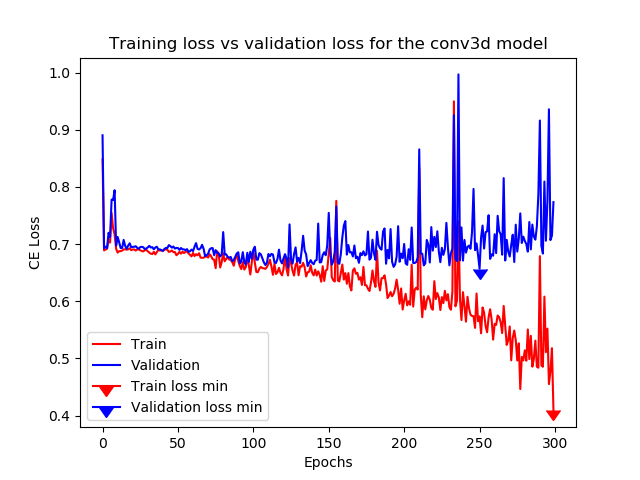 Training loss vs validation loss for the conv3d model
CE Loss
1.0
0.9
0.8
0.7
0.6
0.5
0.4
Train
Validation
Train loss min
Validation loss min
0 50 100 150 200 250 300
Epochs